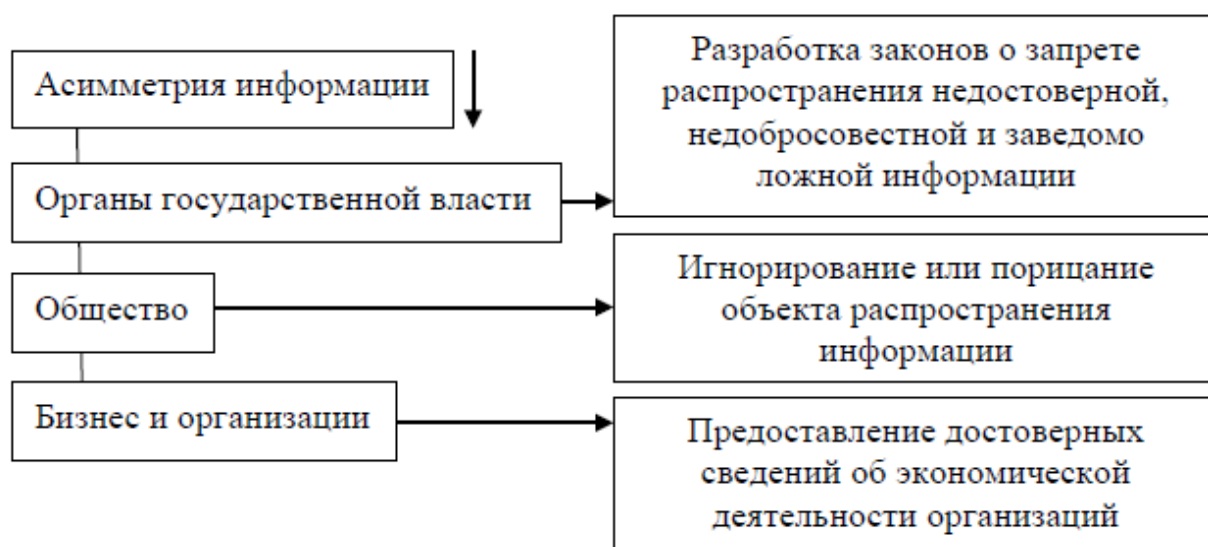 Асимметрия информации
Разработка законов о запрете
распространения недостоверной,
недобросовестной и заведомо
ложной информации
Органы государственной власти
Общество
Игнорирование или порицание
объекта распространения
информации
Бизнес и организации
Предоставление достоверных
сведений об экономической
деятельности организаций